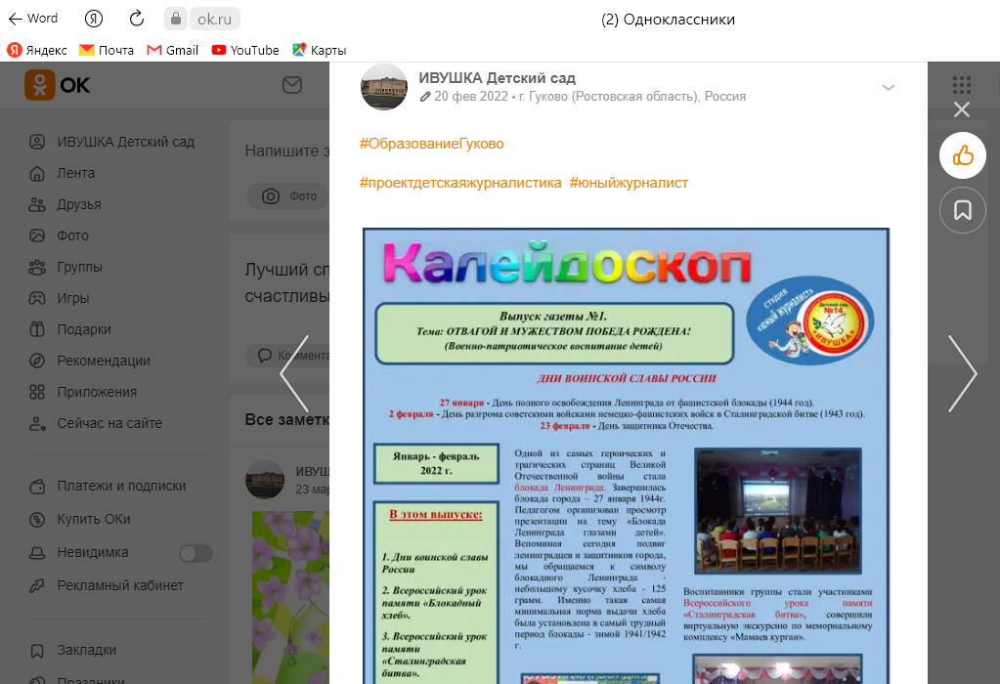 Word
Я
ok.ru
(2) Одноклассники
Я Яндекс
Почта
Gmail
YouTube
Карты
ОК
ИВУШКА Детский сад
Лента
Друзья
Фото
Группы
Игры
Подарки
Рекомендации
Приложения
Сейчас на сайте
Платежи и подписки
Купить ОКи
Невидимка
Рекламный кабинет
Закладки
Праздники
Напишите з
Фото
Лучший сп
счастливы
Коммента
Все заметк
ИВУШ
23 мар
ИВУШКА Детский сад
20 фев 2022 • г. Гуково (Ростовская область), Россия
#ОбразованиеГуково
#проектдетскаяжурналистика #юныйжурналист
Калейдоскоп
Выпуск газеты №1.
Тема: ОТВАГОЙ И МУЖЕСТВОМ ПОБЕДА РОЖДЕНА!
(Военно-патриотическое воспитание детей)
СТУДИЯ
«ЮНЫЙ ЖУРНАЛИСТ»
Детский сад
№14
«ИВУШКА»
ДНИ ВОИНСКОЙ СЛАВЫ РОССИИ
27 января - День полного освобождения Ленинграда от фашистской блокады (1944 год).
2 февраля - День разгрома советскими войсками немецко-фашистских войск в Сталинградской битве (1943 год).
23 февраля - День защитника Отечества.
Январь - февраль
2022 г.
В этом выпуске:
1. Дни воинской славы
России
2. Всероссийский урок
памяти «Блокадный
хлеб».
3. Всероссийский урок
памяти
«Сталинградская
битва».
Одной из самых героических и
трагических страниц Великой
Отечественной войны стала
блокада Ленинграда. Завершилась
блокада города – 27 января 1944г.
Педагогом организован просмотр
презентации на тему «Блокада
Ленинграда глазами детей».
Вспоминая сегодня подвиг
ленинградцев и защитников города,
мы обращаемся к символу
блокадного Ленинграда -
небольшому кусочку хлеба - 125
грамм. Именно такая самая
минимальная норма выдачи хлеба
была установлена в самый трудный
период блокады - зимой 1941/1942
г.
Воспитанники группы стали участниками
Всероссийского урока памяти
«Сталинградская битва», совершили
виртуальную экскурсию по мемориальному
комплексу «Мамаев курган».